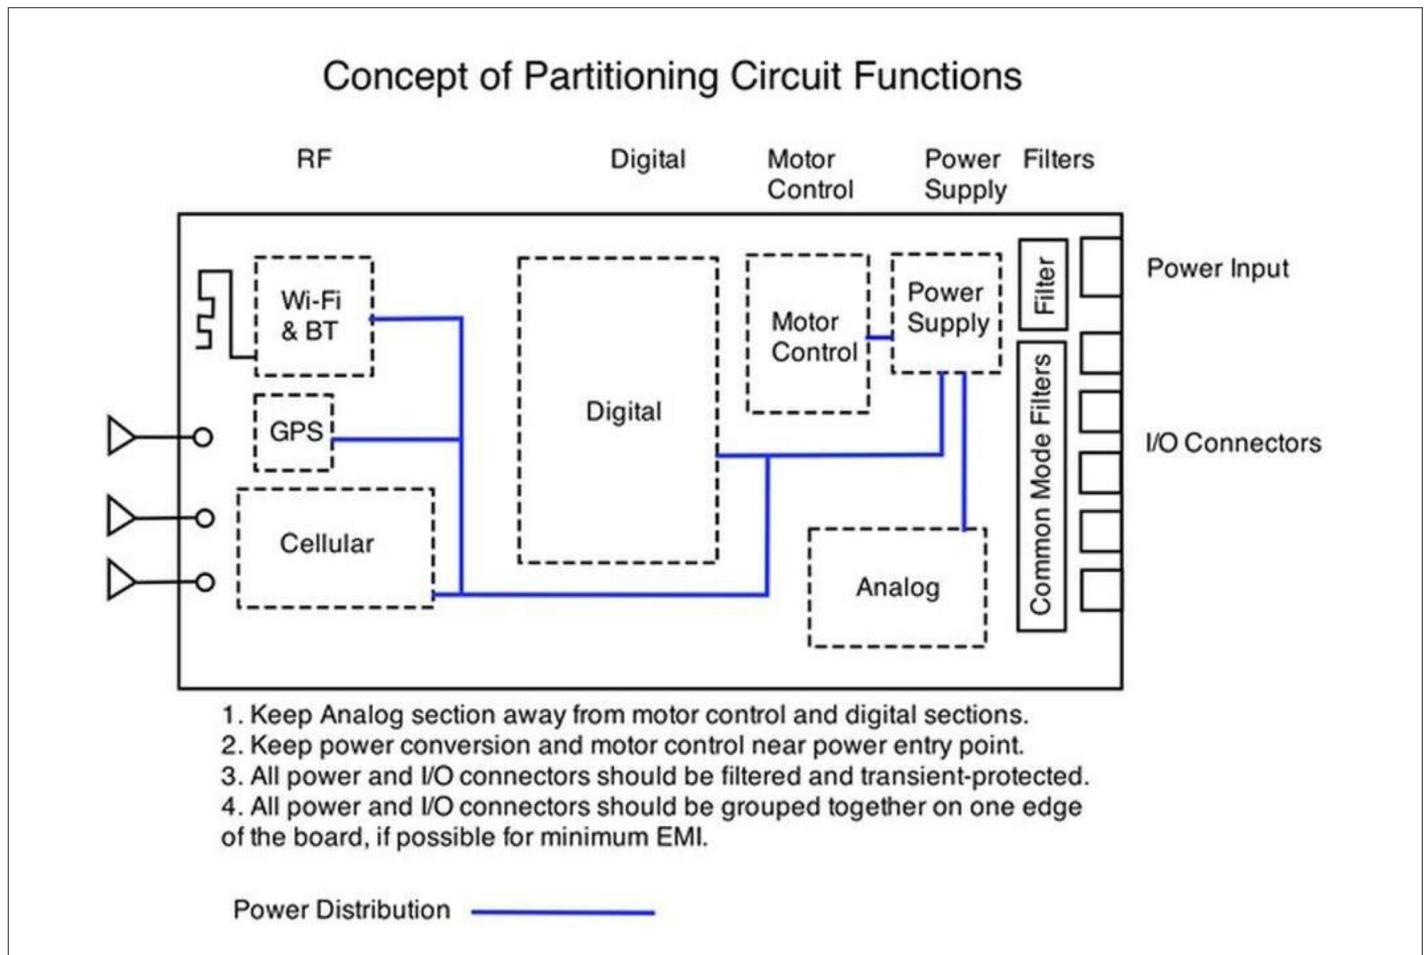 Concept of Partitioning Circuit Functions
RF
Digital
Motor
Control
Power
Supply
Filters
Wi-Fi
& BT
GPS
Cellular
Digital
Motor
Control
Power
Supply
Analog
Filter
Common Mode Filters
Power Input
I/O Connectors
1. Keep Analog section away from motor control and digital sections.
2. Keep power conversion and motor control near power entry point.
3. All power and I/O connectors should be filtered and transient-protected.
4. All power and I/O connectors should be grouped together on one edge
of the board, if possible for minimum EMI.
Power Distribution